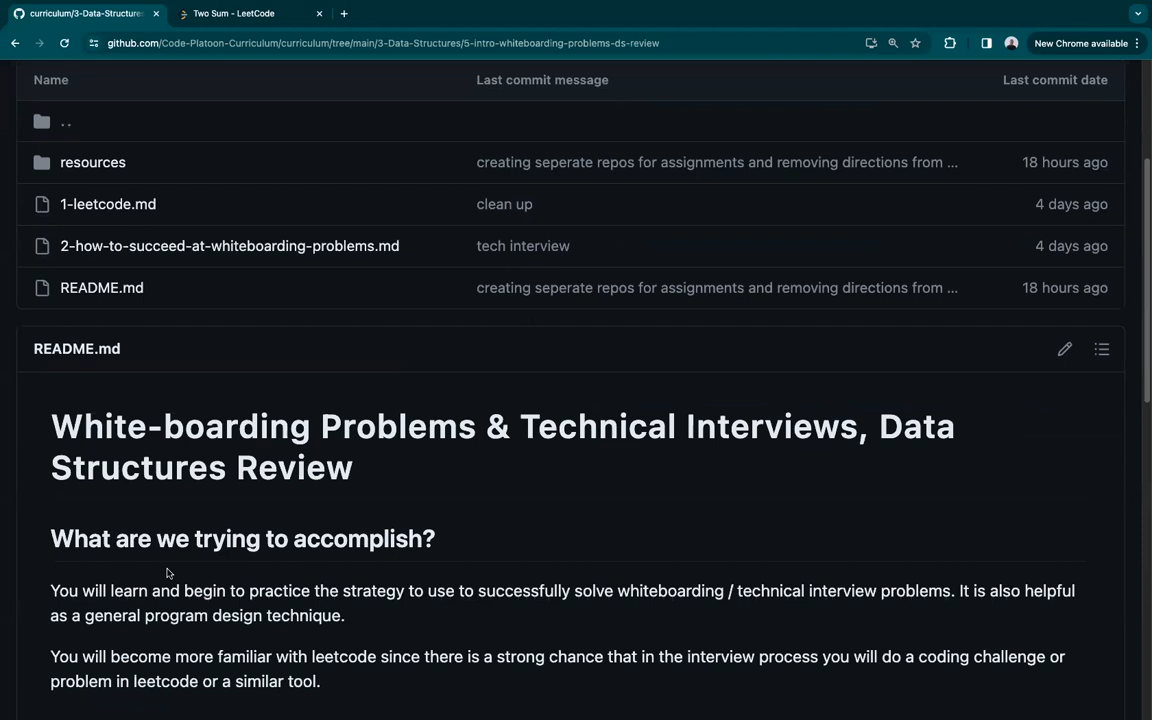 curriculum/3-Data-Structures
Two Sum - LeetCode
github.com/Code-Platoon-Curriculum/curriculum/tree/main/3-Data-Structures/5-intro-whiteboarding-problems-ds-review
New Chrome available
Name Last commit message Last commit date
..
resources creating seperate repos for assignments and removing directions from ... 18 hours ago
1-leetcode.md clean up 4 days ago
2-how-to-succeed-at-whiteboarding-problems.md tech interview 4 days ago
README.md creating seperate repos for assignments and removing directions from ... 18 hours ago
README.md
White-boarding Problems & Technical Interviews, Data
Structures Review
What are we trying to accomplish?
You will learn and begin to practice the strategy to use to successfully solve whiteboarding / technical interview problems. It is also helpful
as a general program design technique.
You will become more familiar with leetcode since there is a strong chance that in the interview process you will do a coding challenge or
problem in leetcode or a similar tool.